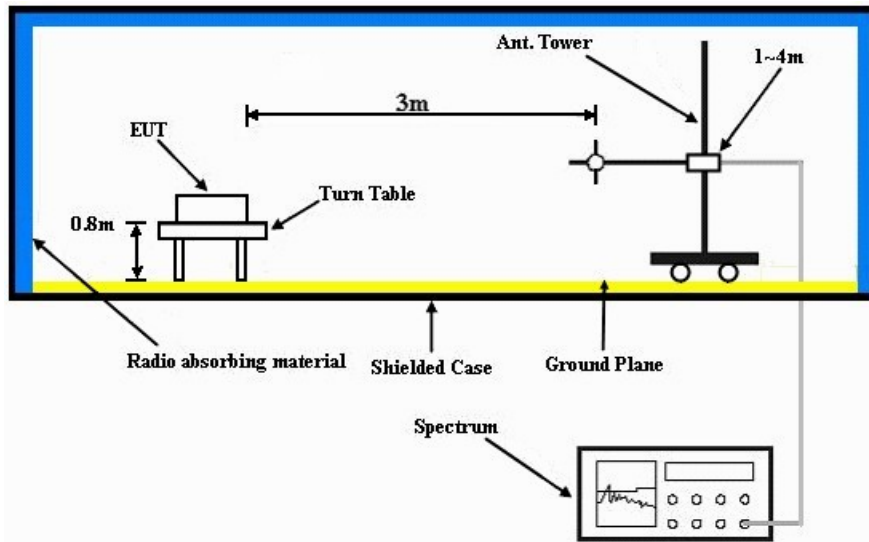 Ant. Tower
1~4m
3m
EUT
Turn Table
0.8m
Radio absorbing material
Shielded Case
Ground Plane
Spectrum